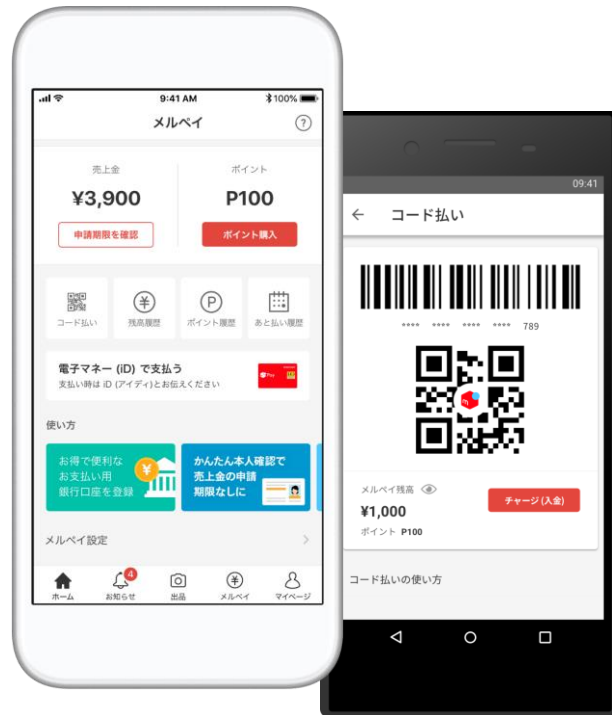 9:41 AM
100%
メルペイ
?
売上金
ポイント
¥3,900
P100
申請期限を確認
ポイント購入
コード払い
残高履歴
ポイント履歴
あと払い履歴
電子マネー (iD) で支払う
支払い時は iD (アイディ)とお伝えください
Pay
使い方
お得で便利な
お支払い用
銀行口座を登録
かんたん本人確認で
売上金の申請
期限なしに
メルペイ設定
4
ホーム
お知らせ
出品
メルペイ
マイページ
09:41
コード払い
**** **** **** **** 789
メルペイ残高
¥1,000
ポイント P100
チャージ (入金)
コード払いの使い方